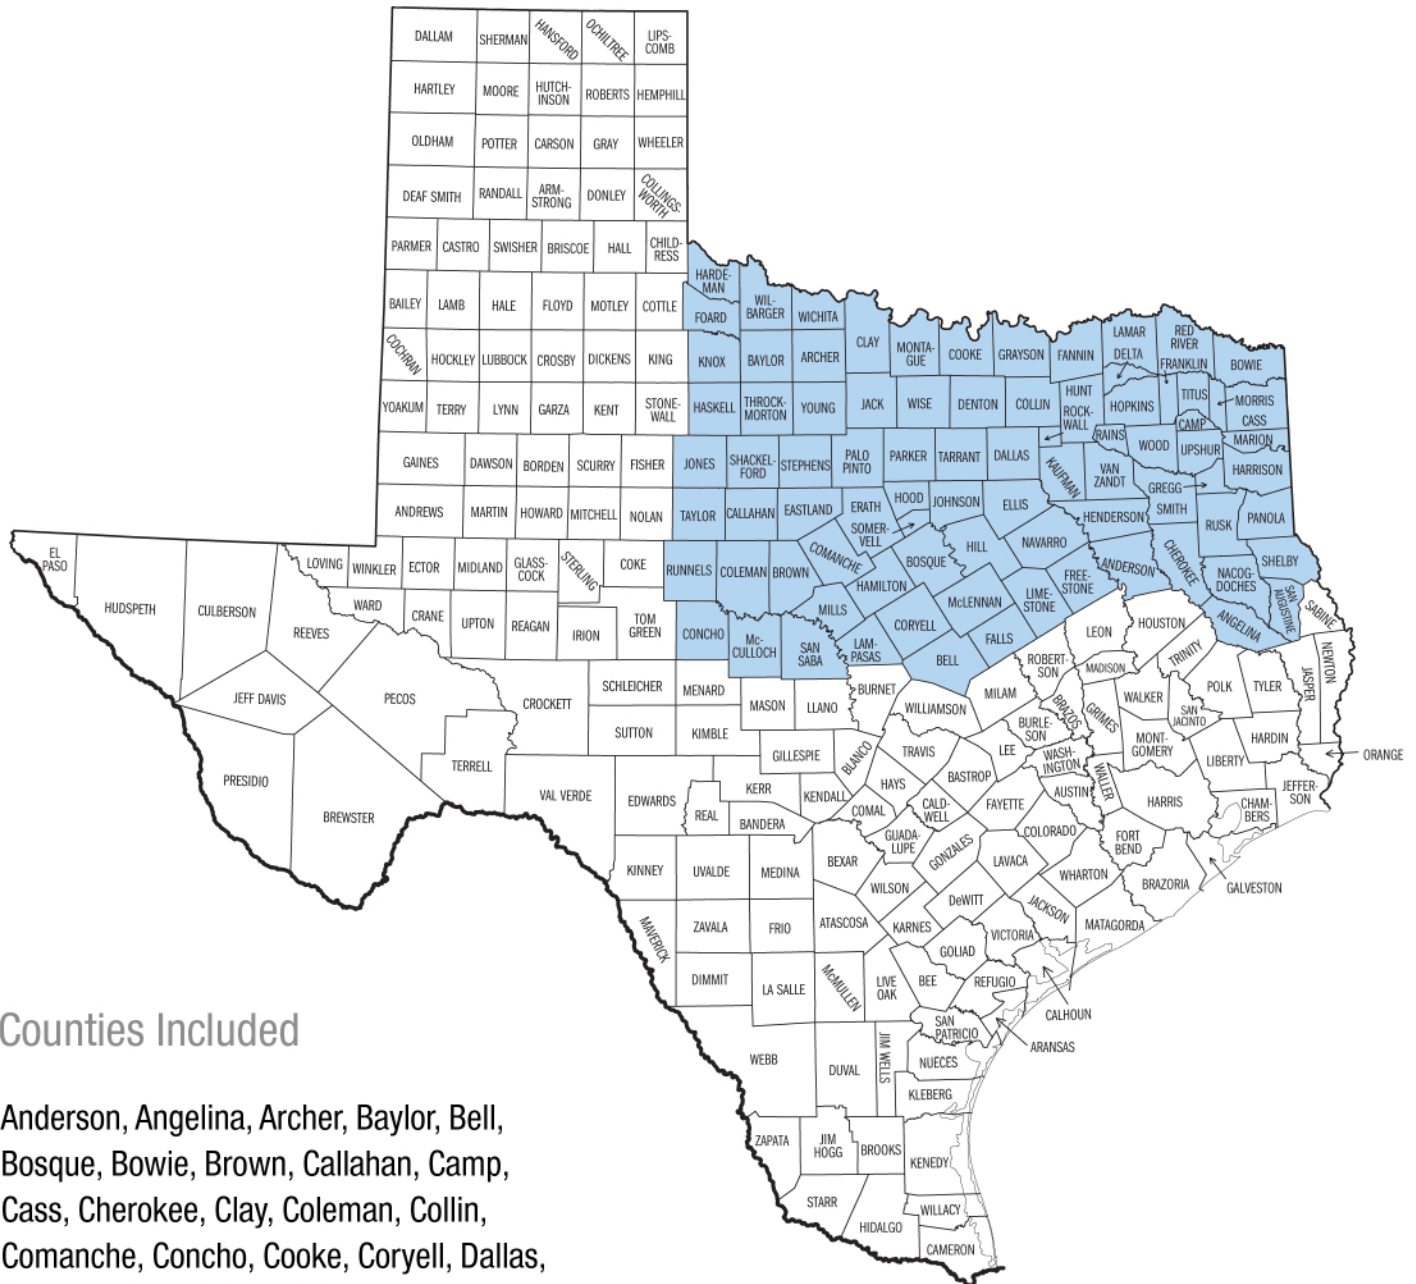 DALLAM
SHERMAN
HANSFORD
OCHILTREE
LIPS-
COMB
HARTLEY
MOORE
HUTCH-
INSON
ROBERTS
HEMPHILL
OLDHAM
POTTER
CARSON
GRAY
WHEELER
DEAF SMITH
RANDALL
ARM-
STRONG
DONLEY
COLLINGS-
WORTH
PARMER
CASTRO
SWISHER
BRISCOE
HALL
CHILD-
RESS
HARDE-
MAN
BAILEY
LAMB
HALE
FLOYD
MOTLEY
COTTLE
FOARD
WIL-
BARGER
WICHITA
CLAY
MONTA-
GUE
COOKE
GRAYSON
FANNIN
LAMAR
RED
RIVER
DELTA
FRANKLIN
BOWIE
COCHRAN
HOCKLEY
LUBBOCK
CROSBY
DICKENS
KING
KNOX
BAYLOR
ARCHER
YOAKUM
TERRY
LYNN
GARZA
KENT
STONE-
WALL
HASKELL
THROCK-
MORTON
YOUNG
JACK
WISE
DENTON
COLLIN
HUNT
ROCK-
WALL
HOPKINS
TITUS
MORRIS
CAMP
CASS
RAINS
WOOD
UPSHUR
MARION
GAINES
DAWSON
BORDEN
SCURRY
FISHER
JONES
SHACKEL-
FORD
STEPHENS
PALO
PINTO
PARKER
TARRANT
DALLAS
KAUFMAN
VAN
ZANDT
HARRISON
GREGG
SMITH
ANDREWS
MARTIN
HOWARD
MITCHELL
NOLAN
TAYLOR
CALLAHAN
EASTLAND
ERATH
HOOD
JOHNSON
ELLIS
HENDERSON
RUSK
PANOLA
SOMER-
VELL
EL
PASO
HUDSPETH
CULBERSON
LOVING
WINKLER
ECTOR
MIDLAND
GLASS-
COCK
STERLING
COKE
RUNNELS
COLEMAN
BROWN
COMANCHE
BOSQUE
HILL
NAVARRO
ANDERSON
CHEROKEE
SHELBY
NACOG-
DOCHES
SAN
AUGUSTINE
SABINE
REEVES
WARD
CRANE
UPTON
REAGAN
IRION
TOM
GREEN
CONCHO
Mc-
CULLOCH
SAN
SABA
MILLS
HAMILTON
LAM-
PASAS
CORYELL
McLENNAN
LIME-
STONE
FREE-
STONE
FALLS
BELL
LEON
HOUSTON
ANGELINA
TRINITY
NEWTON
JASPER
JEFF DAVIS
PECOS
CROCKETT
SCHLEICHER
MENARD
MASON
LLANO
BURNET
WILLIAMSON
MILAM
ROBERT-
SON
MADISON
WALKER
SAN
JACINTO
POLK
TYLER
SUTTON
KIMBLE
GILLESPIE
BLANCO
TRAVIS
LEE
BURLE-
SON
BRAZOS
GRIMES
WASH-
INGTON
MONT-
GOMERY
LIBERTY
HARDIN
ORANGE
PRESIDIO
BREWSTER
TERRELL
VAL VERDE
EDWARDS
REAL
KERR
BANDERA
KENDALL
HAYS
COMAL
BASTROP
CALD-
WELL
FAYETTE
AUSTIN
WALLER
HARRIS
CHAM-
BERS
JEFFER-
SON
KINNEY
UVALDE
MEDINA
BEXAR
GUADA-
LUPE
GONZALES
LAVACA
COLORADO
FORT
BEND
WHARTON
BRAZORIA
GALVESTON
MAVERICK
ZAVALA
FRIO
ATASCOSA
WILSON
KARNES
DeWITT
JACKSON
MATAGORDA
VICTORIA
GOLIAD
DIMMIT
LA SALLE
McMULLEN
LIVE
OAK
BEE
REFUGIO
CALHOUN
SAN
PATRICIO
ARANSAS
WEBB
DUVAL
JIM WELLS
NUECES
KLEBERG
ZAPATA
JIM
HOGG
BROOKS
KENEDY
STARR
HIDALGO
WILLACY
CAMERON
Counties Included
Anderson, Angelina, Archer, Baylor, Bell,
Bosque, Bowie, Brown, Callahan, Camp,
Cass, Cherokee, Clay, Coleman, Collin,
Comanche, Concho, Cooke, Coryell, Dallas,